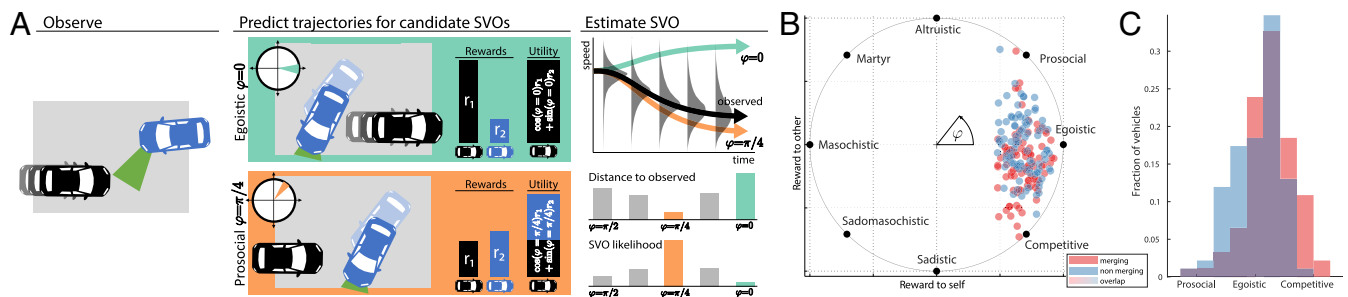 A
Observe
Predict trajectories for candidate SVOs
Estimate SVO
Egoistic φ=0
Rewards
Utility
r1
r2
cos(φ = 0)r1
+ sin(φ = 0)r2
Prosocial φ=π/4
Rewards
Utility
r1
r2
cos(φ = π/4)r1
+ sin(φ = π/4)r2
speed
φ=0
observed
φ=π/4
time
Distance to observed
φ=π/2
φ=π/4
φ=0
SVO likelihood
φ=π/2
φ=π/4
φ=0
B
Altruistic
Martyr
Prosocial
Masochistic
φ
Egoistic
Sadomasochistic
Competitive
Sadistic
Reward to other
Reward to self
merging
non merging
overlap
C
Fraction of vehicles
0.3
0.25
0.2
0.15
0.1
0.05
0
Prosocial
Egoistic
Competitive